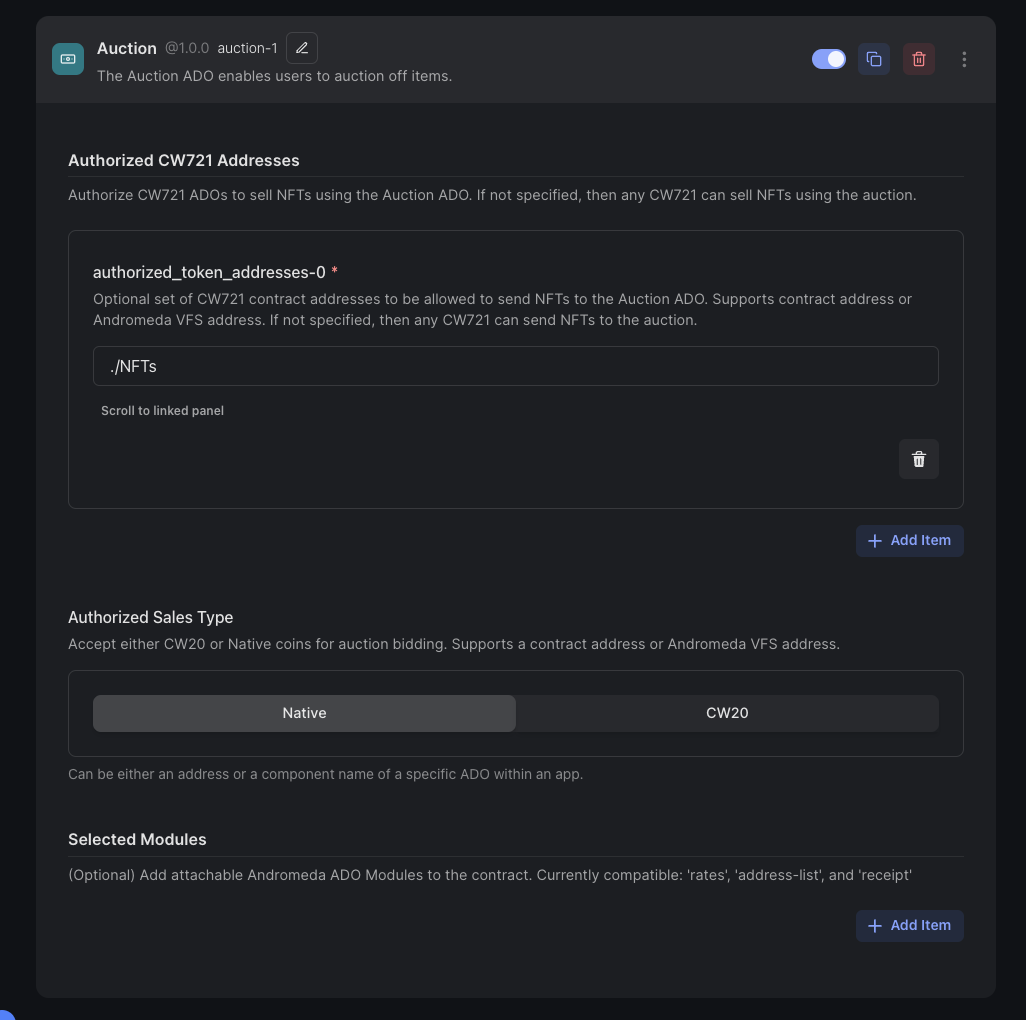 Auction @1.0.0 auction-1
The Auction ADO enables users to auction off items.
Authorized CW721 Addresses
Authorize CW721 ADOs to sell NFTs using the Auction ADO. If not specified, then any CW721 can sell NFTs using the auction.
authorized_token_addresses-0 *
Optional set of CW721 contract addresses to be allowed to send NFTs to the Auction ADO. Supports contract address or
Andromeda VFS address. If not specified, then any CW721 can send NFTs to the auction.
./NFTs
Scroll to linked panel
Add Item
Authorized Sales Type
Accept either CW20 or Native coins for auction bidding. Supports a contract address or Andromeda VFS address.
Native CW20
Can be either an address or a component name of a specific ADO within an app.
Selected Modules
(Optional) Add attachable Andromeda ADO Modules to the contract. Currently compatible: 'rates', 'address-list', and 'receipt'
Add Item